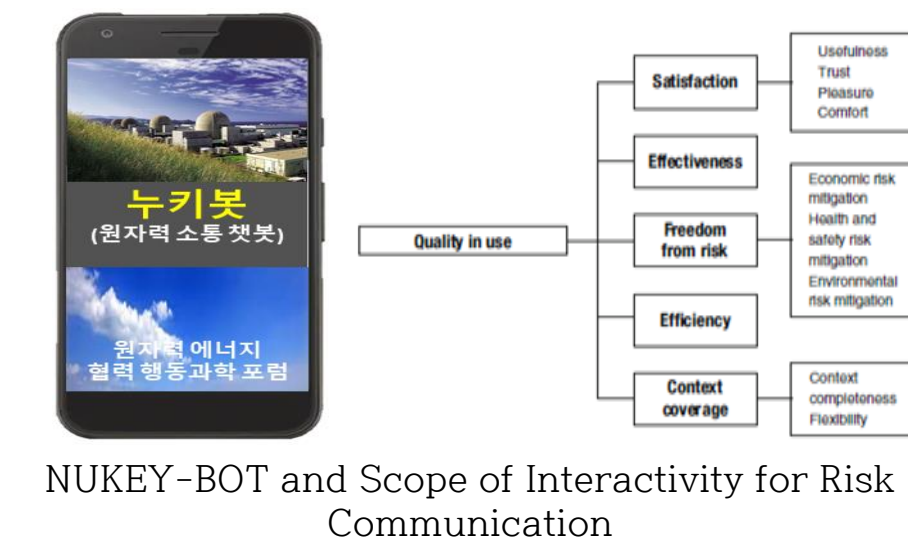 누키봇
(원자력 소통 챗봇)
원자력 에너지
협력 행동과학 포럼
Quality in use
Satisfaction
Usefulness
Trust
Pleasure
Comfort
Effectiveness
Freedom
from risk
Economic risk
mitigation
Health and
safety risk
mitigation
Environmental
risk mitigation
Efficiency
Context
coverage
Context
completeness
Flexibility
NUKEY-BOT and Scope of Interactivity for Risk
Communication